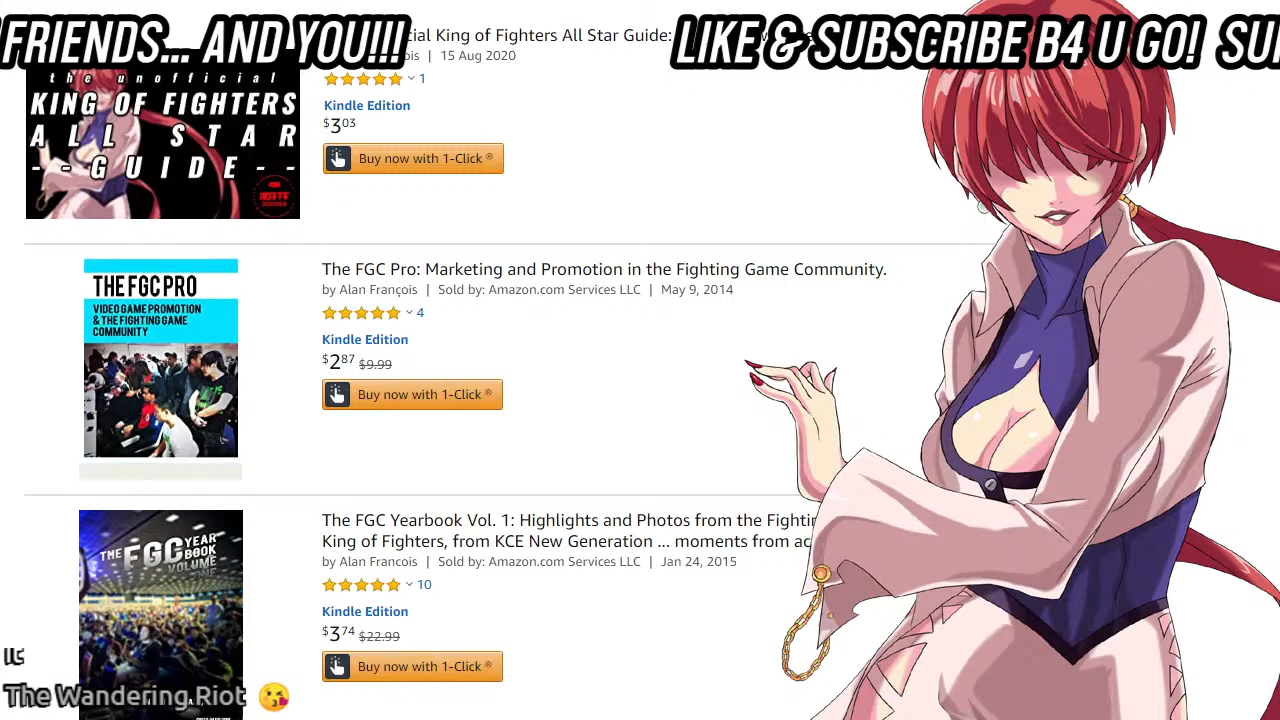 FRIENDS... AND YOU!!!
LIKE & SUBSCRIBE B4 U GO!
cial King of Fighters All Star Guide:
ois | 15 Aug 2020
1
Kindle Edition
$3 03
Buy now with 1-Click ®
the unofficial
KING OF FIGHTERS
ALL STAR
--GUIDE--
The FGC Pro: Marketing and Promotion in the Fighting Game Community.
by Alan François | Sold by: Amazon.com Services LLC | May 9, 2014
4
Kindle Edition
$2 87 $9.99
Buy now with 1-Click ®
THE FGC PRO
VIDEO GAME PROMOTION
& THE FIGHTING GAME
COMMUNITY
The FGC Yearbook Vol. 1: Highlights and Photos from the Fighti
King of Fighters, from KCE New Generation ... moments from ac
by Alan Francois | Sold by: Amazon.com Services LLC | Jan 24, 2015
10
Kindle Edition
$3 74 $22.99
Buy now with 1-Click ®
THE FGC YEAR
BOOK
VOLUME
ONE
The Wandering Riot 😘